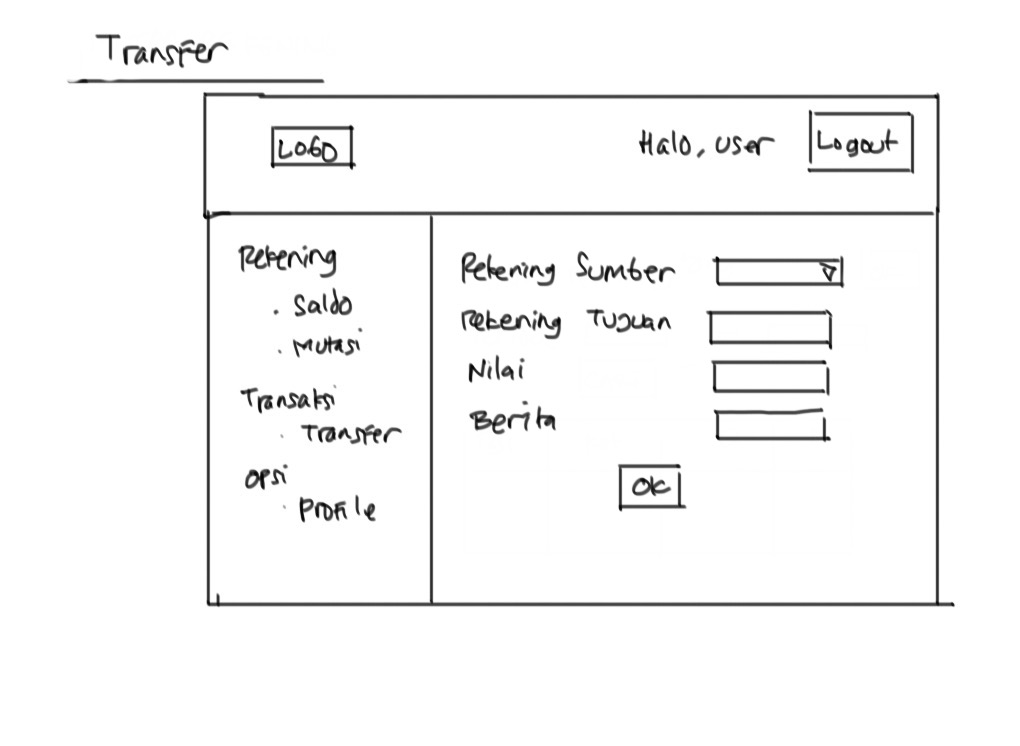 Transfer
LOGO
Halo, user
Logout
Rekening
. Saldo
. Mutasi
Transaksi
. Transfer
opsi
. Profile
Rekening Sumber
Rekening Tujuan
Nilai
Berita
OK